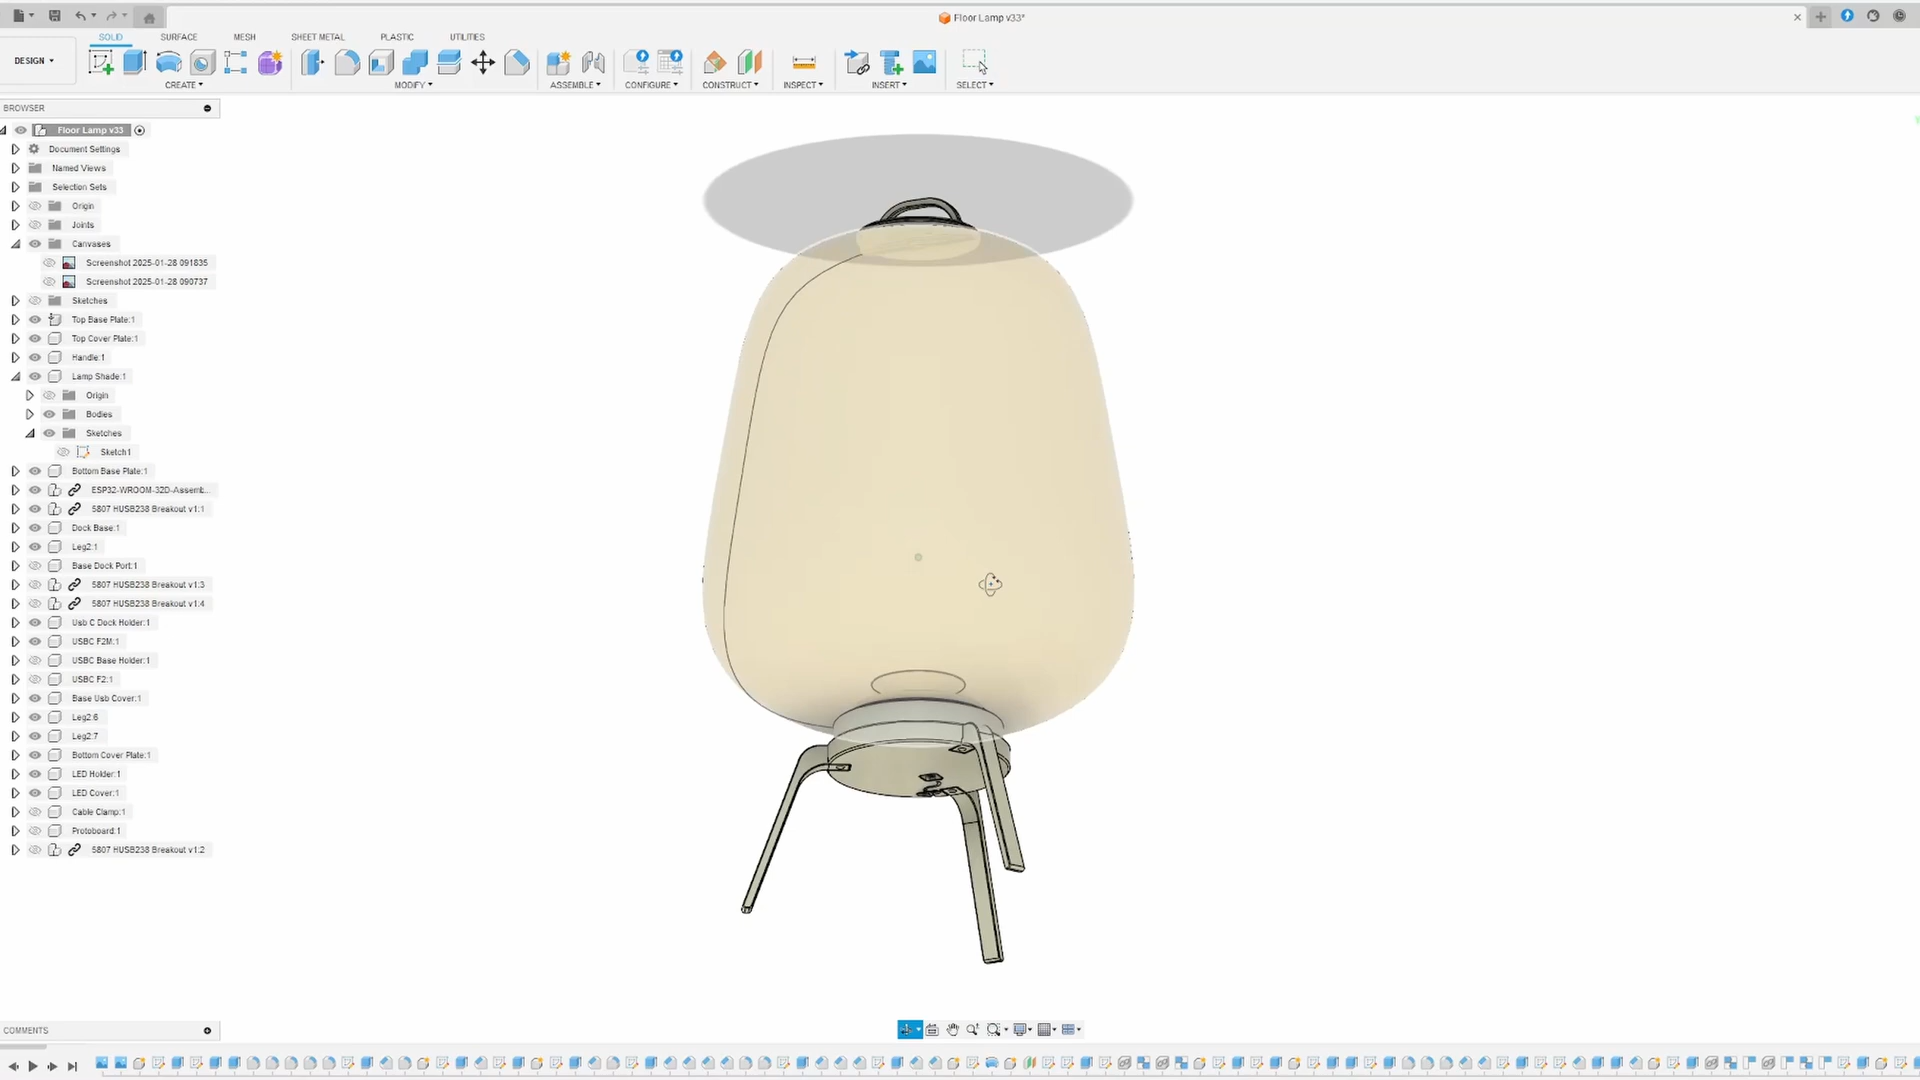 Floor Lamp v33*
SOLID SURFACE MESH SHEET METAL PLASTIC UTILITIES
DESIGN
CREATE MODIFY ASSEMBLE CONFIGURE CONSTRUCT INSPECT INSERT SELECT
BROWSER
Floor Lamp v33
Document Settings
Named Views
Selection Sets
Origin
Joints
Canvases
Screenshot 2025-01-28 091835
Screenshot 2025-01-28 090737
Sketches
Top Base Plate:1
Top Cover Plate:1
Handle:1
Lamp Shade:1
Origin
Bodies
Sketches
Sketch1
Bottom Base Plate:1
ESP32-WROOM-32D-Assemb...
5807 HUSB238 Breakout v1:1
Dock Base:1
Leg2:1
Base Dock Port:1
5807 HUSB238 Breakout v1:3
5807 HUSB238 Breakout v1:4
Usb C Dock Holder:1
USBC F2M:1
USBC Base Holder:1
USBC F2:1
Base Usb Cover:1
Leg2:6
Leg2:7
Bottom Cover Plate:1
LED Holder:1
LED Cover:1
Cable Clamp:1
Protoboard:1
5807 HUSB238 Breakout v1:2
COMMENTS